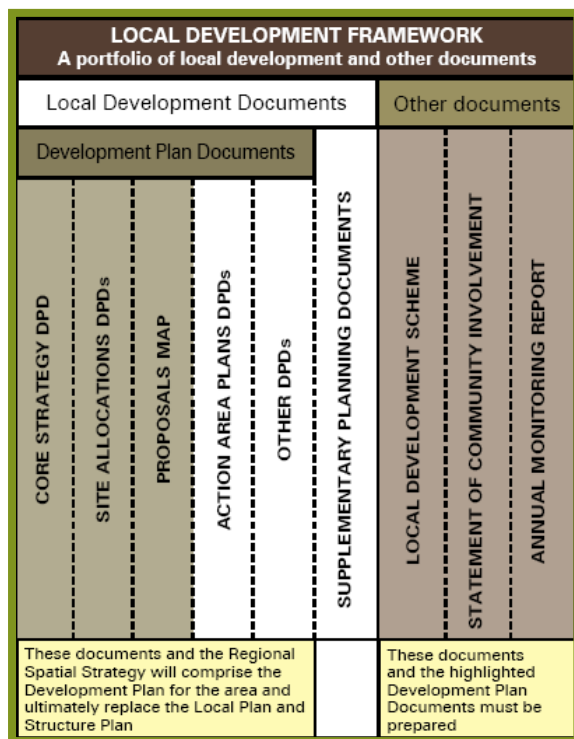 LOCAL DEVELOPMENT FRAMEWORK
A portfolio of local development and other documents
Local Development Documents
Other documents
Development Plan Documents
CORE STRATEGY DPD
SITE ALLOCATIONS DPDs
PROPOSALS MAP
ACTION AREA PLANS DPDs
OTHER DPDs
SUPPLEMENTARY PLANNING DOCUMENTS
LOCAL DEVELOPMENT SCHEME
STATEMENT OF COMMUNITY INVOLVEMENT
ANNUAL MONITORING REPORT
These documents and the Regional
Spatial Strategy will comprise the
Development Plan for the area and
ultimately replace the Local Plan and
Structure Plan
These documents
and the highlighted
Development Plan
Documents must be
prepared